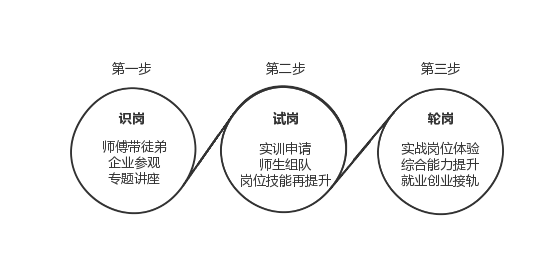 第一步
第二步
第三步
识岗
师傅带徒弟
企业参观
专题讲座
试岗
实训申请
师生组队
岗位技能再提升
轮岗
实战岗位体验
综合能力提升
就业创业接轨